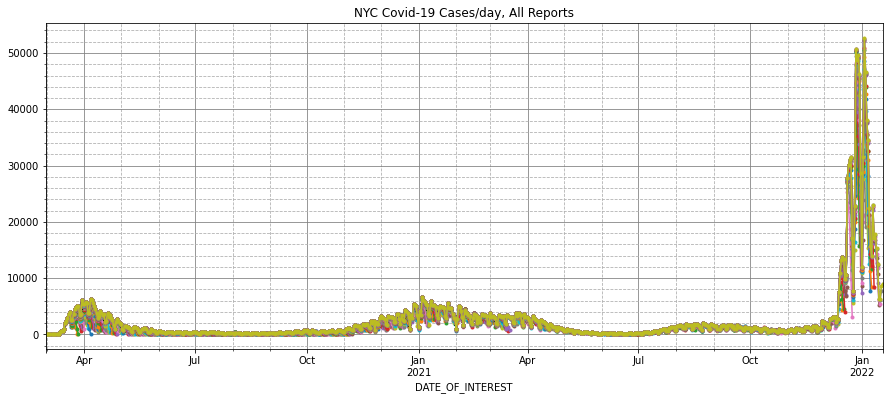 NYC Covid-19 Cases/day, All Reports
50000
40000
30000
20000
10000
0
Apr Jul Oct Jan Apr Jul Oct Jan
2021 2022
DATE_OF_INTEREST